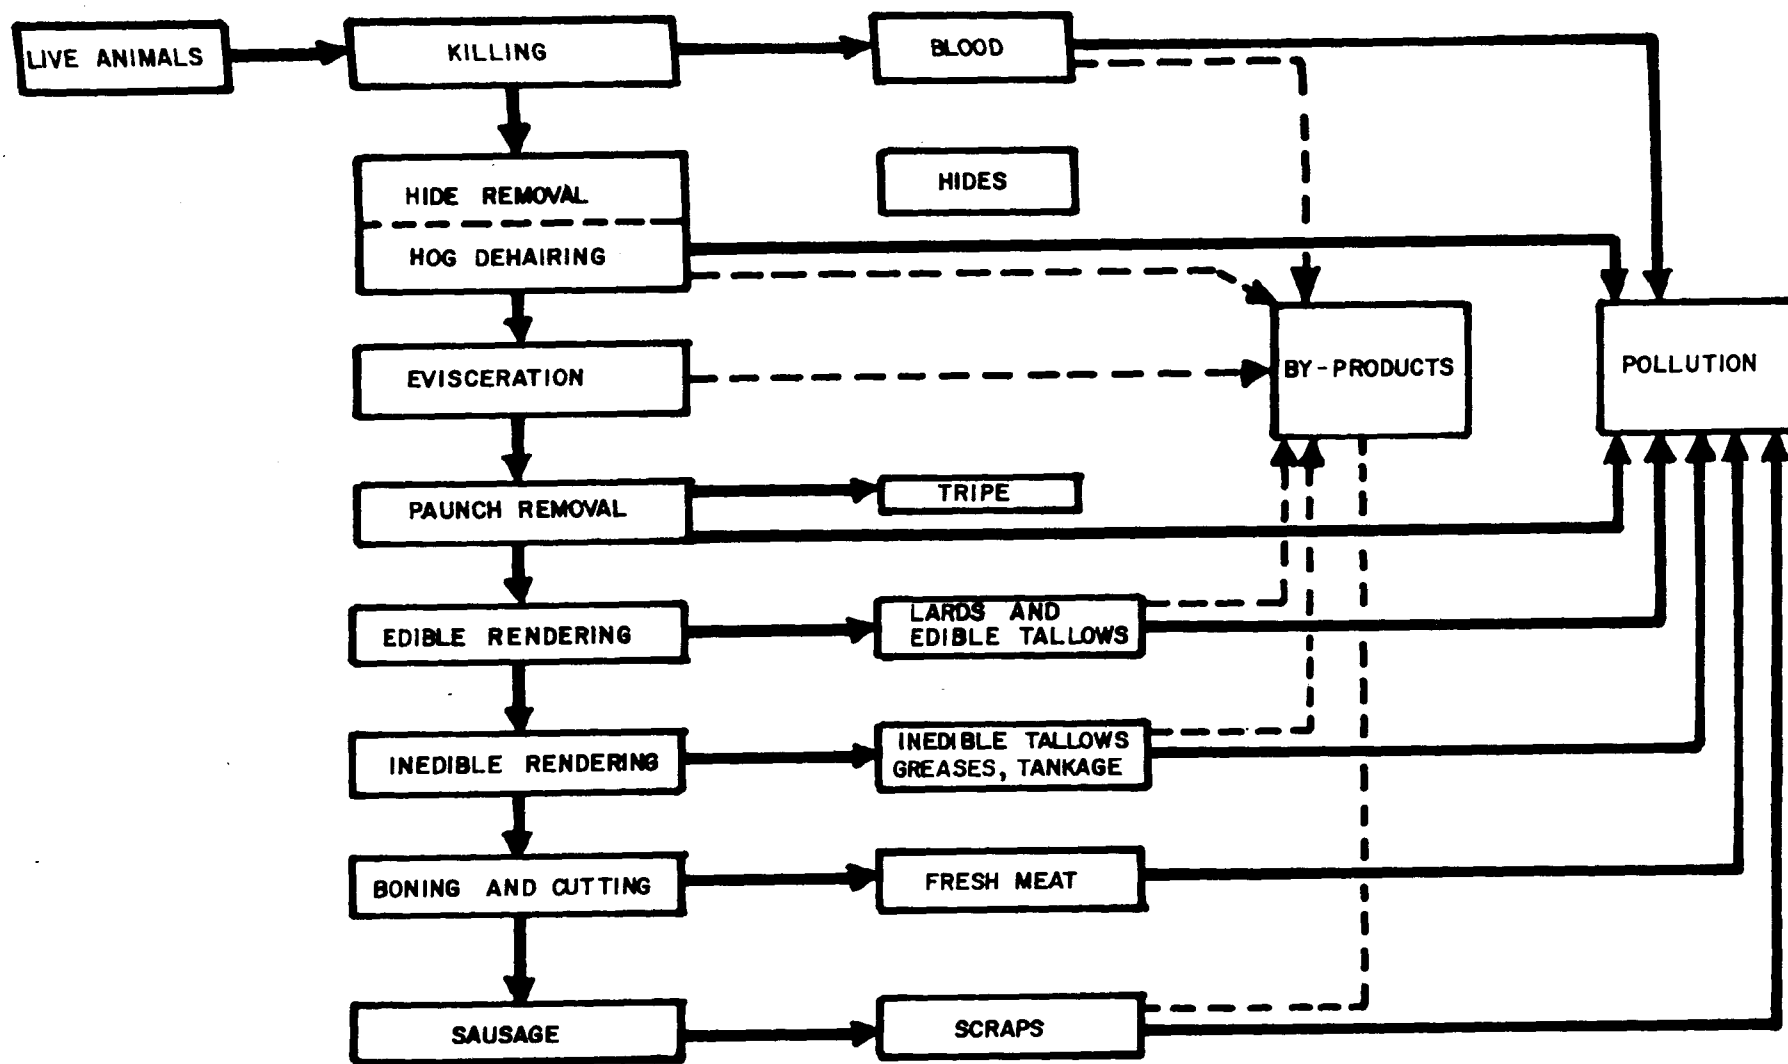 LIVE ANIMALS
KILLING
BLOOD
HIDE REMOVAL
HIDES
HOG DEHAIRING
EVISCERATION
BY-PRODUCTS
POLLUTION
PAUNCH REMOVAL
TRIPE
EDIBLE RENDERING
LARDS AND
EDIBLE TALLOWS
INEDIBLE RENDERING
INEDIBLE TALLOWS
GREASES, TANKAGE
BONING AND CUTTING
FRESH MEAT
SAUSAGE
SCRAPS